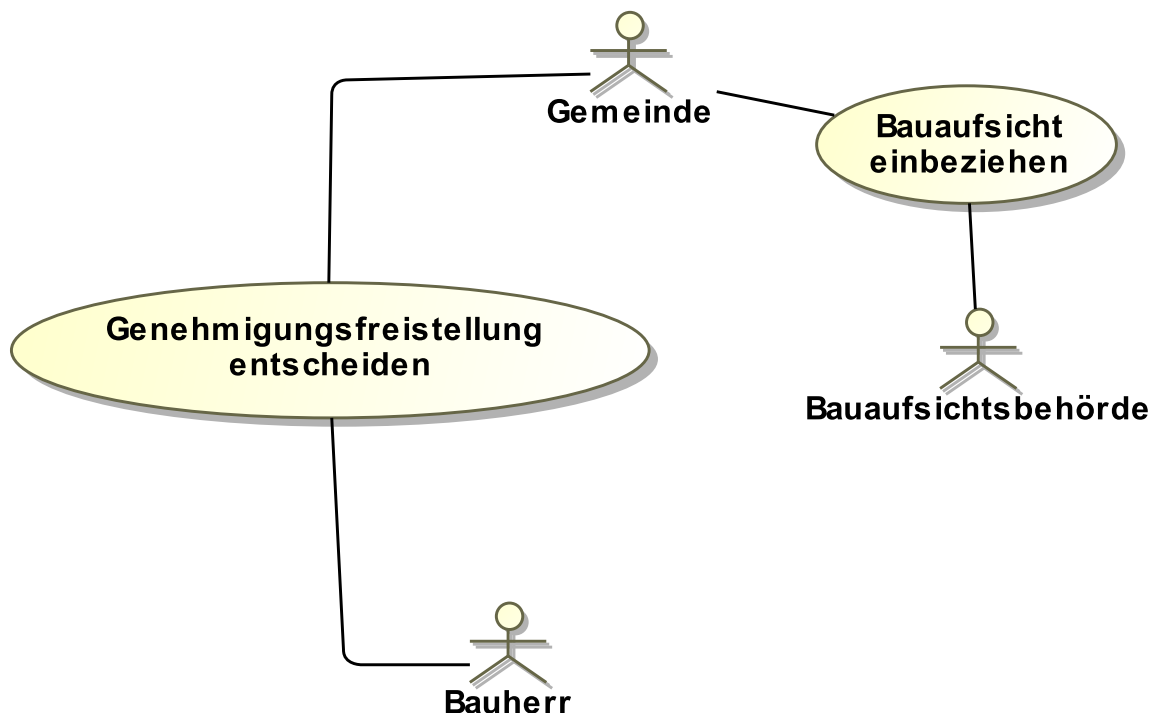 Gemeinde
Bauaufsicht
einbeziehen
Genehmigungsfreistellung
entscheiden
Bauaufsichtsbehörde
Bauherr